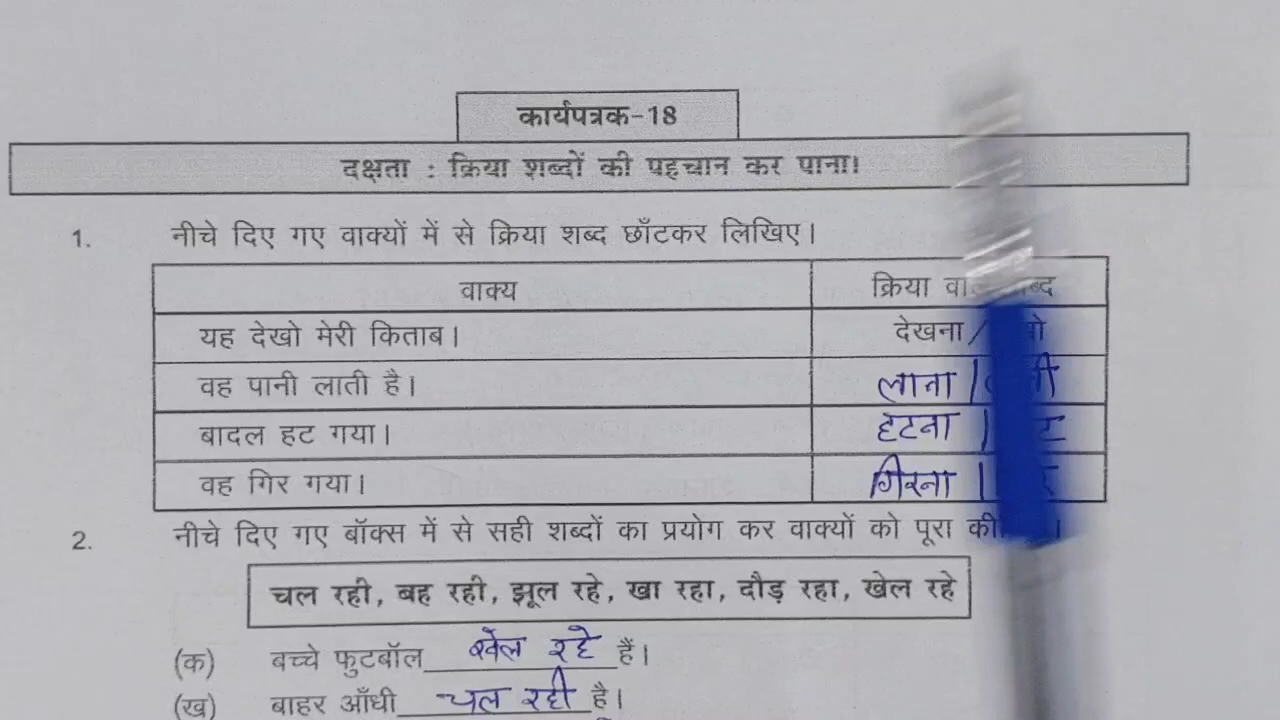 कार्यपत्रक-18
दक्षता : क्रिया शब्दों की पहचान कर पाना।
1. नीचे दिए गए वाक्यों में से क्रिया शब्द छाँटकर लिखिए।
वाक्य क्रिया
यह देखो मेरी किताब। देखना/
वह पानी लाती है। लाना /
बादल हट गया। हटना /
वह गिर गया। गिरना /
2. नीचे दिए गए बॉक्स में से सही शब्दों का प्रयोग कर वाक्यों को पूरा
चल रही, बह रही, झूल रहे, खा रहा, दौड़ रहा, खेल रहे
(क) बच्चे फुटबॉल खेल रहे हैं।
(ख) बाहर आँधी चल रही है।